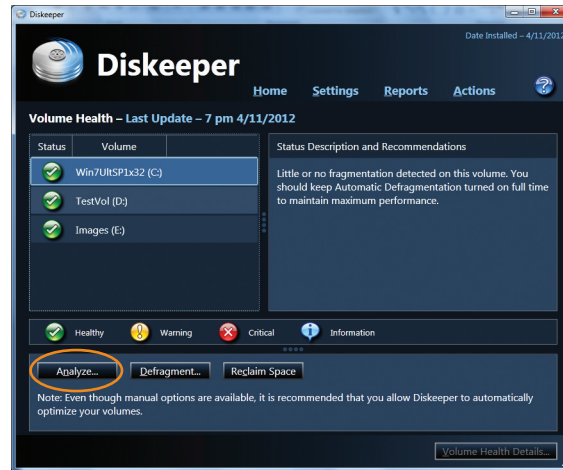 Diskeeper
Date Installed – 4/11/2012
Diskeeper
Home Settings Reports Actions
Volume Health – Last Update – 7 pm 4/11/2012
Status Volume
Status Description and Recommendations
Win7UltSP1x32 (C:)
TestVol (D:)
Images (E:)
Little or no fragmentation detected on this volume. You
should keep Automatic Defragmentation turned on full time
to maintain maximum performance.
Healthy Warning Critical Information
Analyze... Defragment... Reclaim Space
Note: Even though manual options are available, it is recommended that you allow Diskeeper to automatically
optimize your volumes.
Volume Health Details...